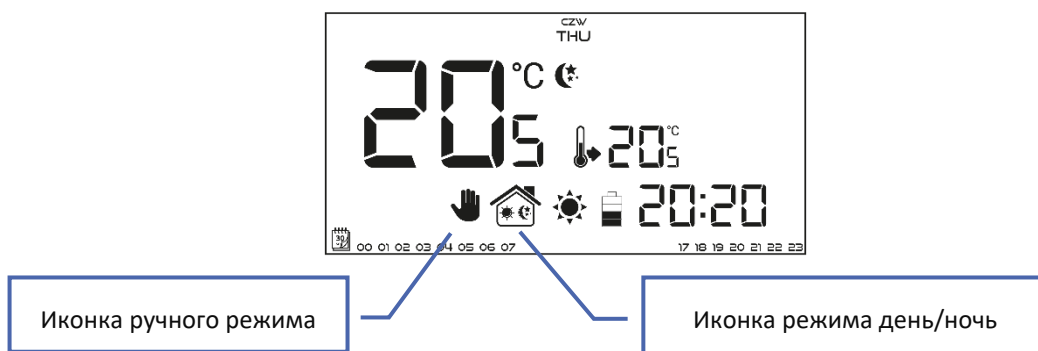 CZW
THU
20 5 °C
20 5 °C
20:20
30
00 01 02 03 04 05 06 07 17 18 19 20 21 22 23
Иконка ручного режима
Иконка режима день/ночь